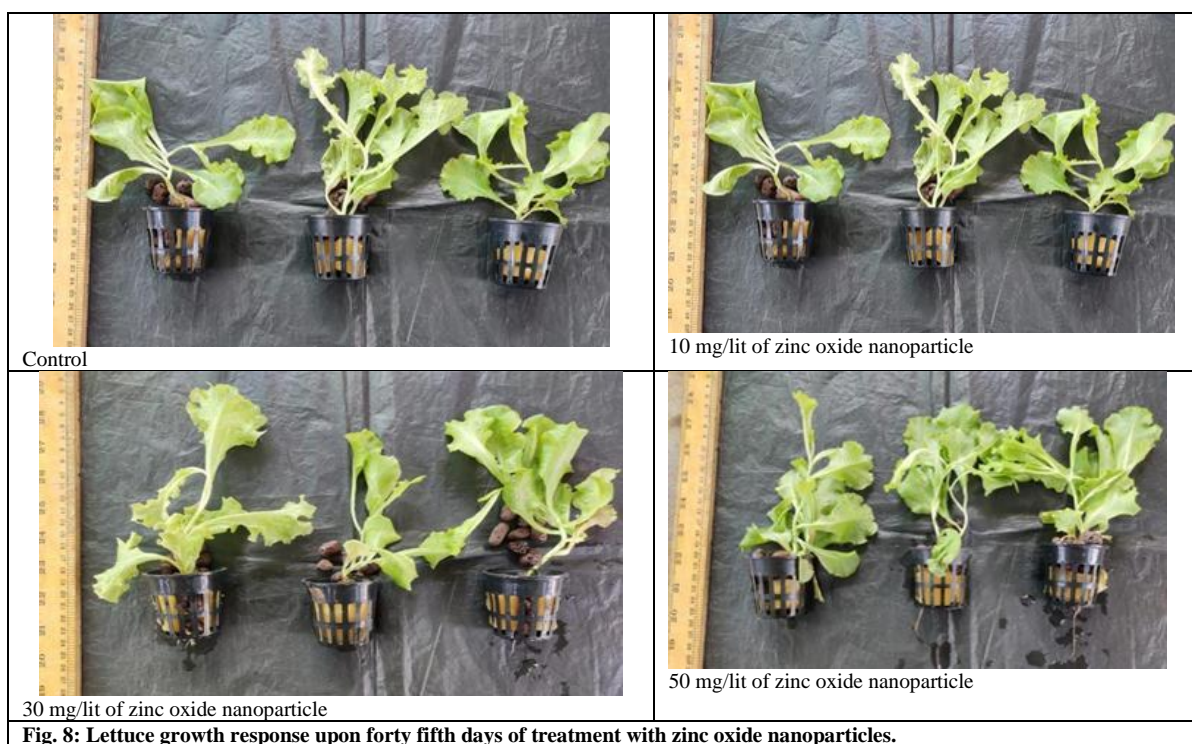 Control
10 mg/lit of zinc oxide nanoparticle
30 mg/lit of zinc oxide nanoparticle
50 mg/lit of zinc oxide nanoparticle
Fig. 8: Lettuce growth response upon forty fifth days of treatment with zinc oxide nanoparticles.